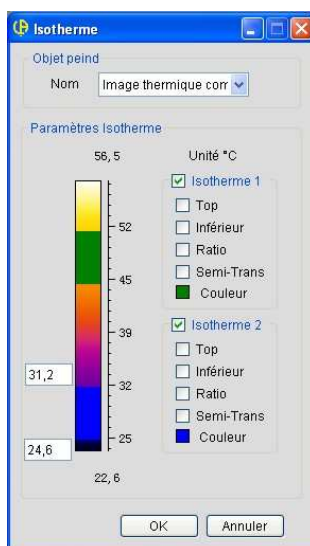 Isotherme
Objet peind
Nom Image thermique corr
Paramètres Isotherme
56,5 Unité °C
Isotherme 1
Top
52
Inférieur
Ratio
45
Semi-Trans
Couleur
39
Isotherme 2
Top
31,2
32
Inférieur
Ratio
Semi-Trans
24,6
25
Couleur
22,6
OK Annuler